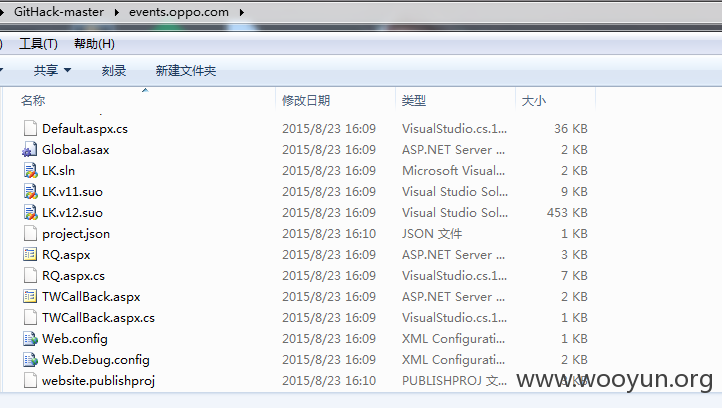 GitHack-master ▸ events.oppo.com ▸
) 工具(T) 帮助(H)
共享 刻录 新建文件夹
名称 修改日期 类型 大小
Default.aspx.cs 2015/8/23 16:09 VisualStudio.cs.1... 36 KB
Global.asax 2015/8/23 16:09 ASP.NET Server ... 2 KB
LK.sln 2015/8/23 16:09 Microsoft Visual... 2 KB
LK.v11.suo 2015/8/23 16:09 Visual Studio Sol... 9 KB
LK.v12.suo 2015/8/23 16:09 Visual Studio Sol... 453 KB
project.json 2015/8/23 16:10 JSON 文件 1 KB
RQ.aspx 2015/8/23 16:09 ASP.NET Server ... 3 KB
RQ.aspx.cs 2015/8/23 16:09 VisualStudio.cs.1... 7 KB
TWCallBack.aspx 2015/8/23 16:09 ASP.NET Server ... 2 KB
TWCallBack.aspx.cs 2015/8/23 16:09 VisualStudio.cs.1... 1 KB
Web.config 2015/8/23 16:09 XML Configurati... 1 KB
Web.Debug.config 2015/8/23 16:09 XML Configurati... 2 KB
website.publishproj 2015/8/23 16:10 PUBLISHPROJ 文... KB
www.wooyun.org